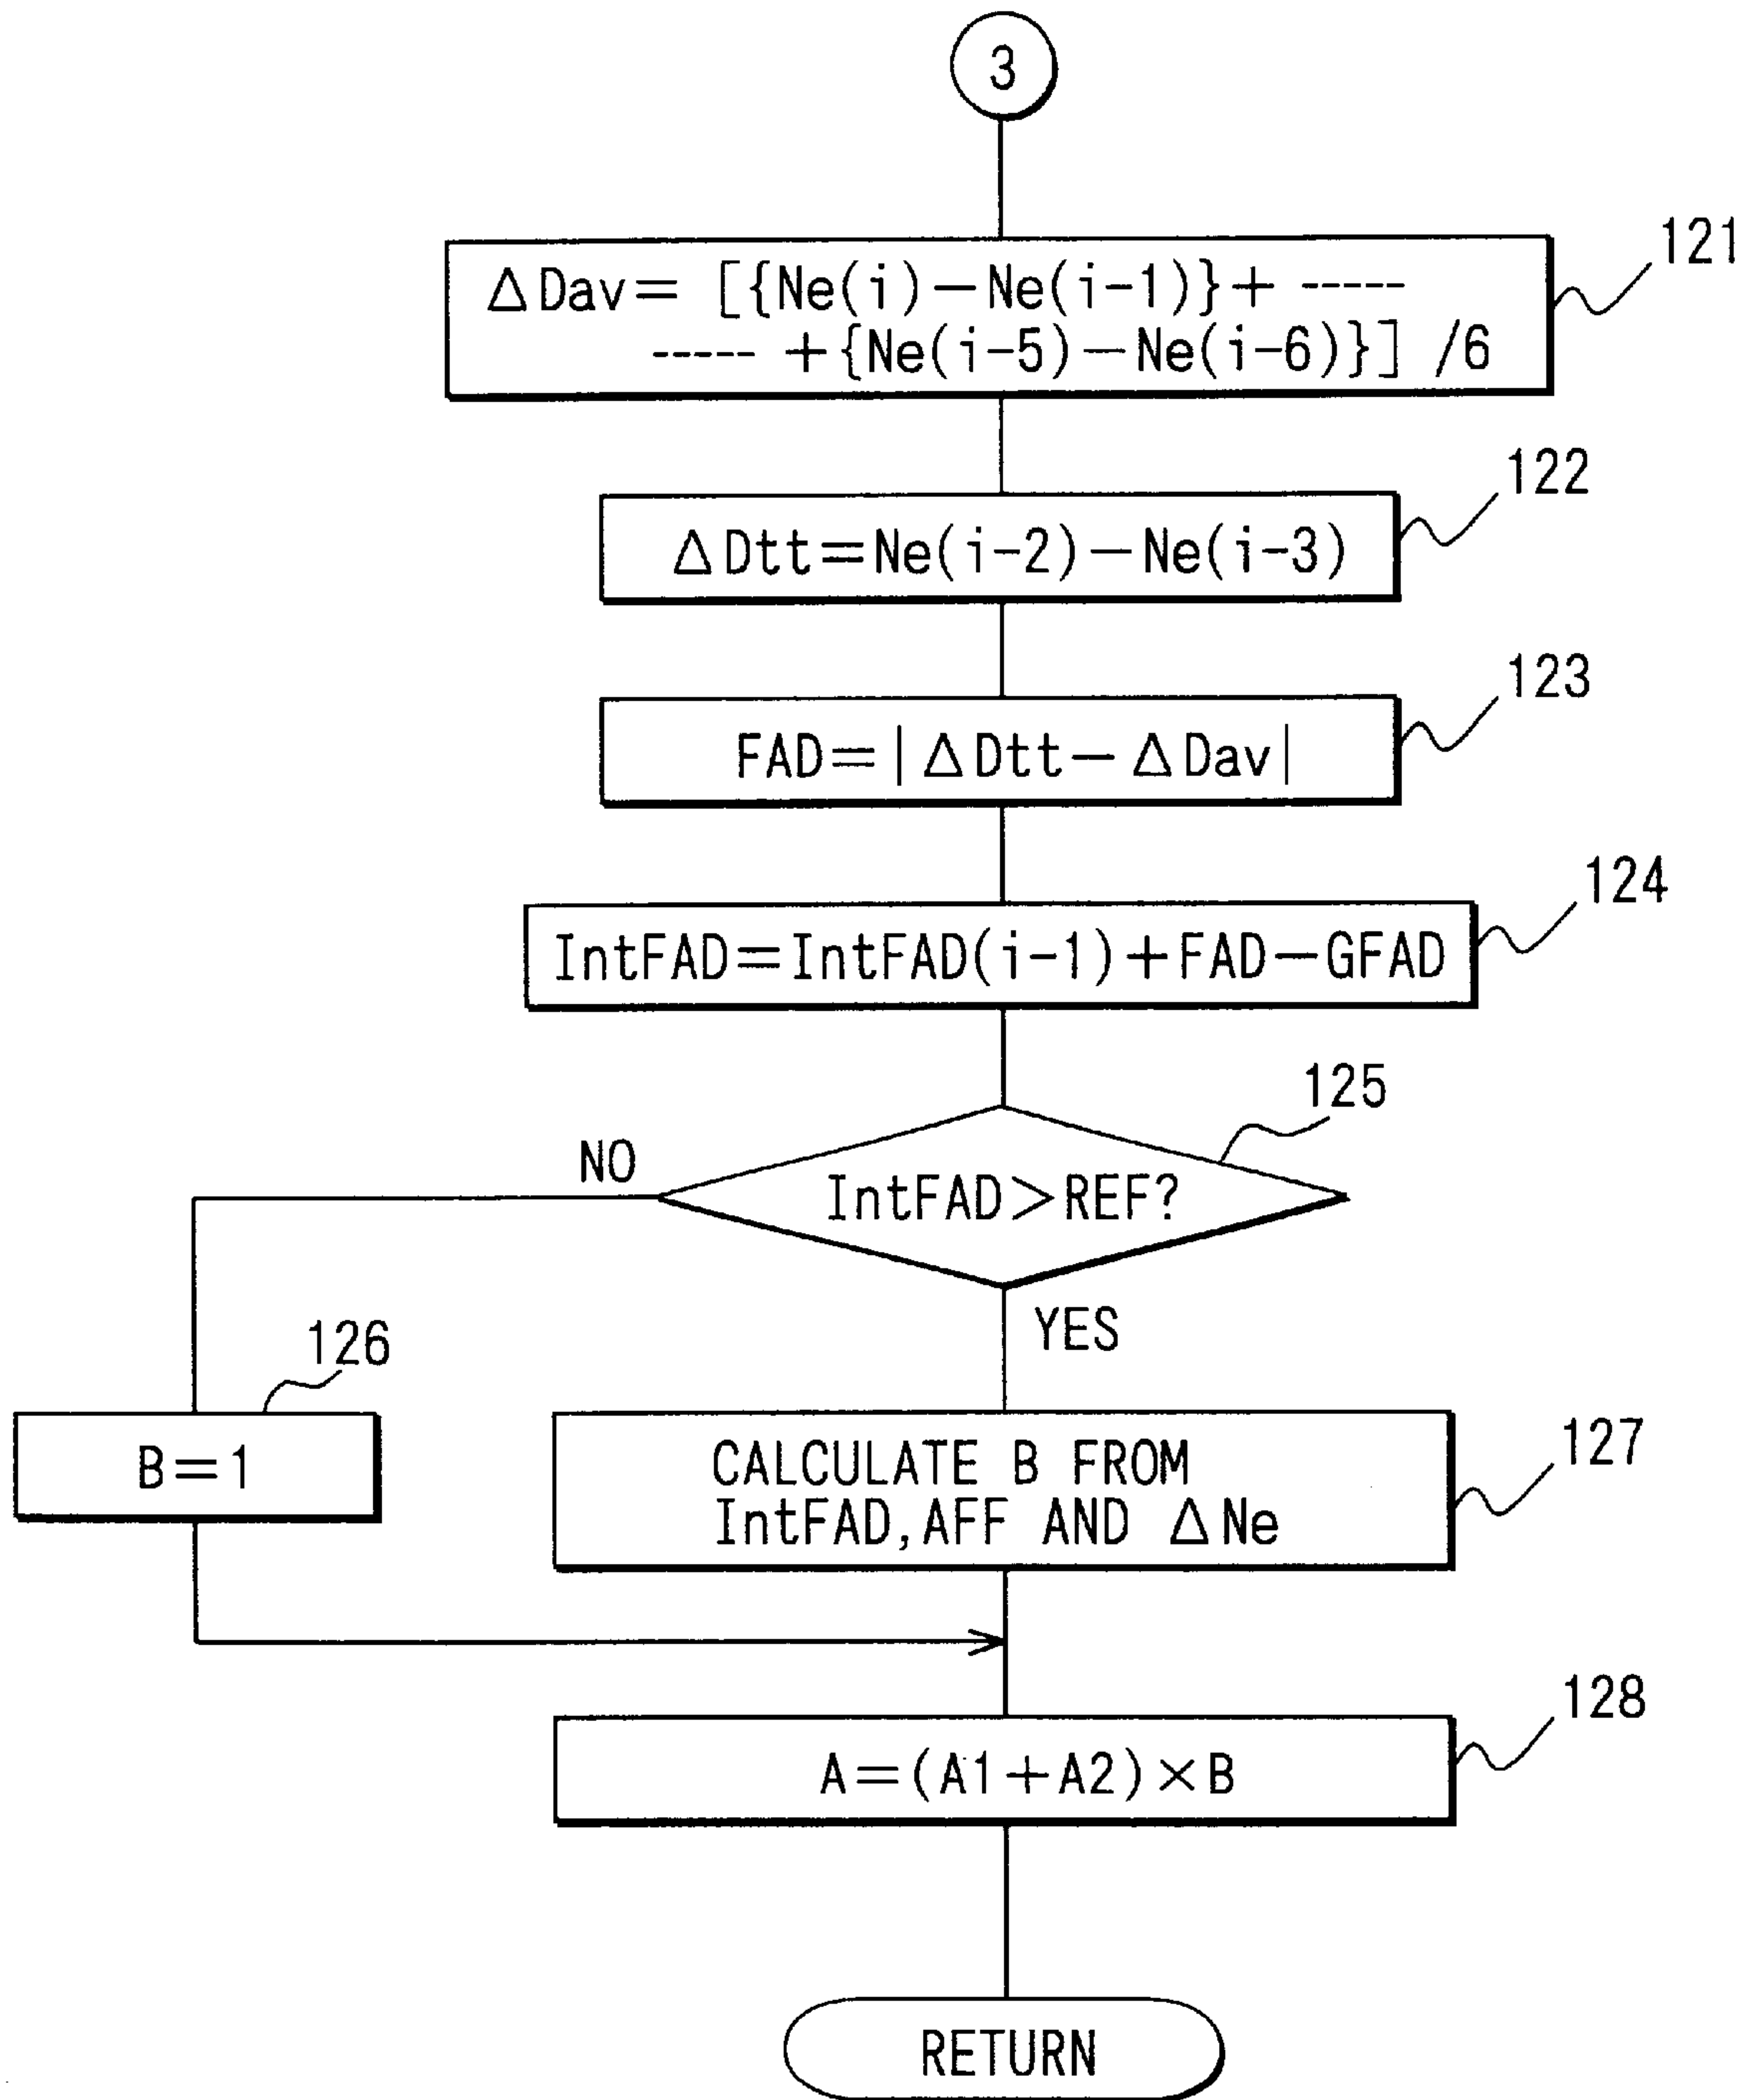 3
121
ΔDav=[{Ne(i)−Ne(i-1)}+ -----
----- +{Ne(i-5)−Ne(i-6)}] /6
122
ΔDtt=Ne(i-2)−Ne(i-3)
123
FAD=|ΔDtt−ΔDav|
124
IntFAD=IntFAD(i-1)+FAD−GFAD
125
NO
IntFAD>REF?
YES
126
B=1
127
CALCULATE B FROM
IntFAD,AFF AND ΔNe
128
A=(A1+A2)×B
RETURN